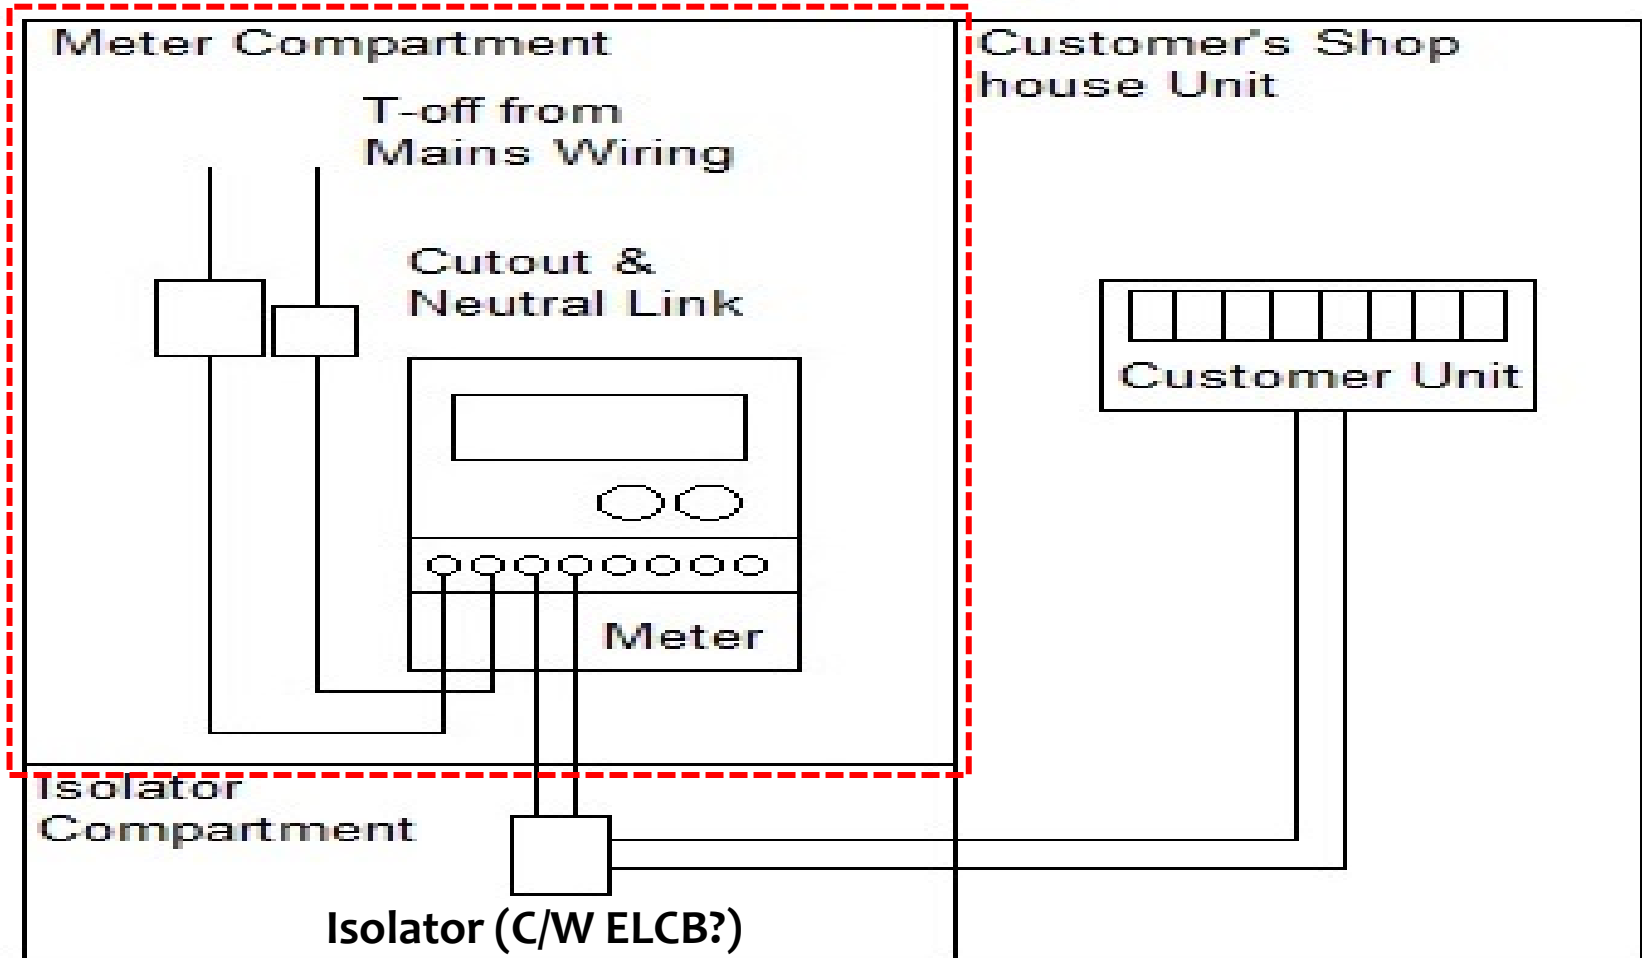 Meter Compartment
T-off from
Mains Wiring
Cutout &
Neutral Link
Meter
Isolator
Compartment
Isolator (C/W ELCB?)
Customer's Shop
house Unit
Customer Unit